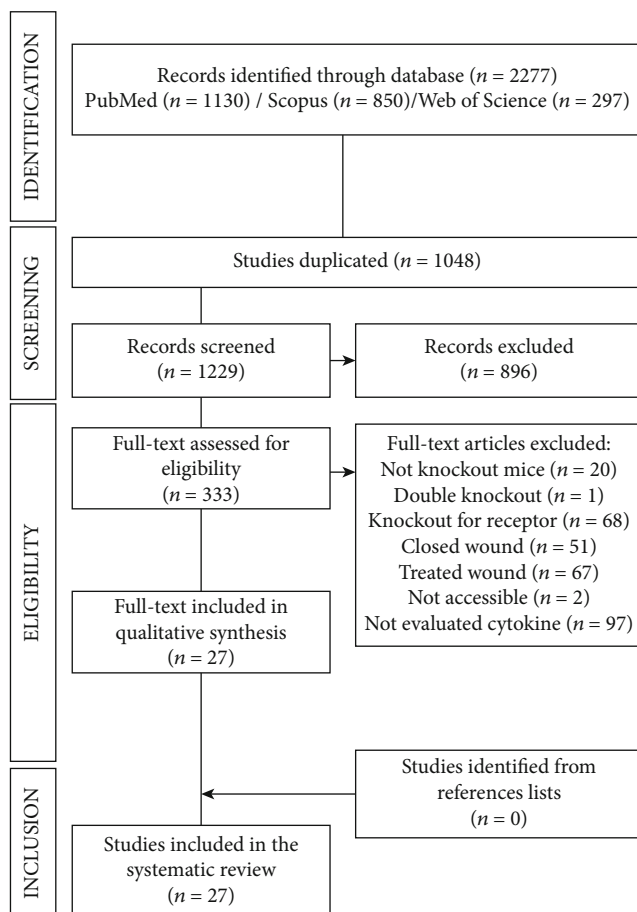 IDENTIFICATION
Records identified through database (n = 2277)
PubMed (n = 1130) / Scopus (n = 850)/Web of Science (n = 297)
SCREENING
Studies duplicated (n = 1048)
Records screened
(n = 1229)
Records excluded
(n = 896)
ELIGIBILITY
Full-text assessed for
eligibility
(n = 333)
Full-text articles excluded:
Not knockout mice (n = 20)
Double knockout (n = 1)
Knockout for receptor (n = 68)
Closed wound (n = 51)
Treated wound (n = 67)
Not accessible (n = 2)
Not evaluated cytokine (n = 97)
Full-text included in
qualitative synthesis
(n = 27)
INCLUSION
Studies identified from
references lists
(n = 0)
Studies included in the
systematic review
(n = 27)